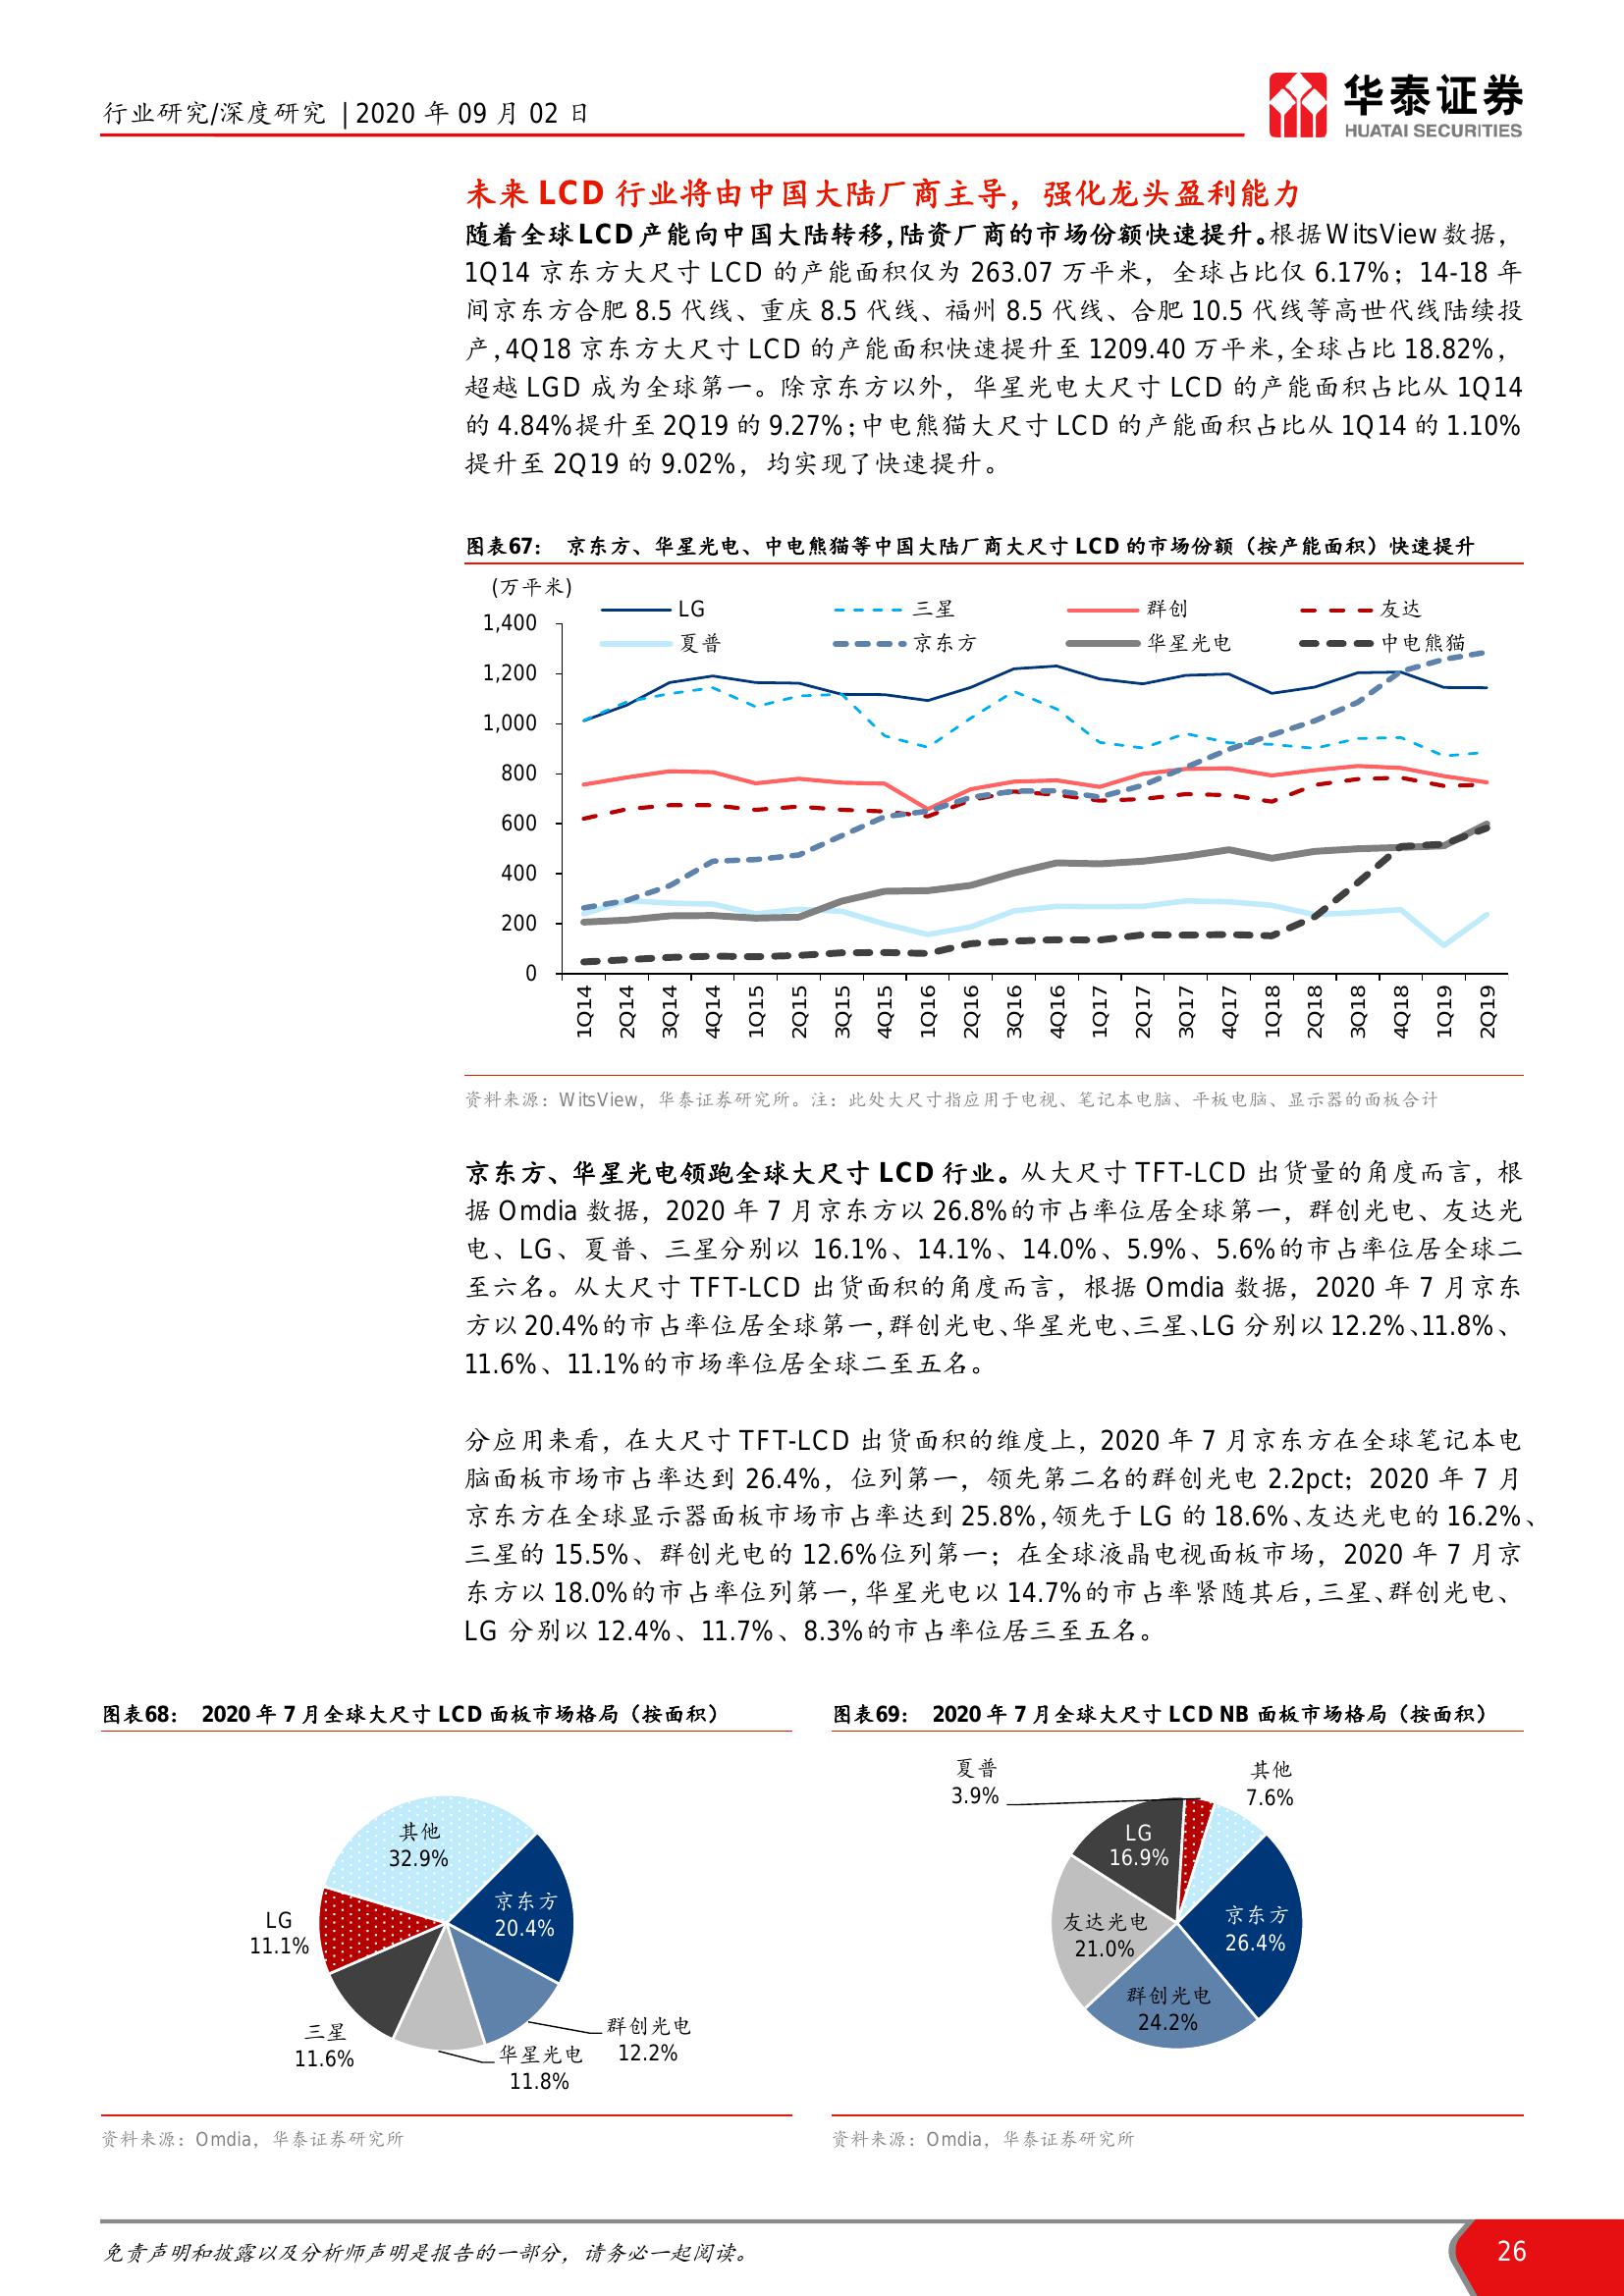 行业研究/深度研究 | 2020 年 09 月 02 日
华泰证券
HUATAI SECURITIES
未来 LCD 行业将由中国大陆厂商主导，强化龙头盈利能力
随着全球 LCD 产能向中国大陆转移，陆资厂商的市场份额快速提升。根据 WitsView 数据，
1Q14 京东方大尺寸 LCD 的产能面积仅为 263.07 万平米，全球占比仅 6.17%；14-18 年
间京东方合肥 8.5 代线、重庆 8.5 代线、福州 8.5 代线、合肥 10.5 代线等高世代线陆续投
产，4Q18 京东方大尺寸 LCD 的产能面积快速提升至 1209.40 万平米，全球占比 18.82%，
超越 LGD 成为全球第一。除京东方以外，华星光电大尺寸 LCD 的产能面积占比从 1Q14
的 4.84%提升至 2Q19 的 9.27%；中电熊猫大尺寸 LCD 的产能面积占比从 1Q14 的 1.10%
提升至 2Q19 的 9.02%，均实现了快速提升。
图表67： 京东方、华星光电、中电熊猫等中国大陆厂商大尺寸 LCD 的市场份额（按产能面积）快速提升
(万平米)
LG 三星 群创 友达
夏普 京东方 华星光电 中电熊猫
1,400
1,200
1,000
800
600
400
200
0
1Q14 2Q14 3Q14 4Q14 1Q15 2Q15 3Q15 4Q15 1Q16 2Q16 3Q16 4Q16 1Q17 2Q17 3Q17 4Q17 1Q18 2Q18 3Q18 4Q18 1Q19 2Q19
资料来源：WitsView，华泰证券研究所。注：此处大尺寸指应用于电视、笔记本电脑、平板电脑、显示器的面板合计
京东方、华星光电领跑全球大尺寸 LCD 行业。从大尺寸 TFT-LCD 出货量的角度而言，根
据 Omdia 数据，2020 年 7 月京东方以 26.8%的市占率位居全球第一，群创光电、友达光
电、LG、夏普、三星分别以 16.1%、14.1%、14.0%、5.9%、5.6%的市占率位居全球二
至六名。从大尺寸 TFT-LCD 出货面积的角度而言，根据 Omdia 数据，2020 年 7 月京东
方以 20.4%的市占率位居全球第一，群创光电、华星光电、三星、LG 分别以 12.2%、11.8%、
11.6%、11.1%的市场率位居全球二至五名。
分应用来看，在大尺寸 TFT-LCD 出货面积的维度上，2020 年 7 月京东方在全球笔记本电
脑面板市场市占率达到 26.4%，位列第一，领先第二名的群创光电 2.2pct；2020 年 7 月
京东方在全球显示器面板市场市占率达到 25.8%，领先于 LG 的 18.6%、友达光电的 16.2%、
三星的 15.5%、群创光电的 12.6%位列第一；在全球液晶电视面板市场，2020 年 7 月京
东方以 18.0%的市占率位列第一，华星光电以 14.7%的市占率紧随其后，三星、群创光电、
LG 分别以 12.4%、11.7%、8.3%的市占率位居三至五名。
图表68： 2020 年 7 月全球大尺寸 LCD 面板市场格局（按面积）
其他
32.9%
京东方
20.4%
LG
11.1%
三星
11.6%
华星光电
11.8%
群创光电
12.2%
资料来源：Omdia，华泰证券研究所
图表69： 2020 年 7 月全球大尺寸 LCD NB 面板市场格局（按面积）
夏普
3.9%
其他
7.6%
LG
16.9%
京东方
26.4%
友达光电
21.0%
群创光电
24.2%
资料来源：Omdia，华泰证券研究所
免责声明和披露以及分析师声明是报告的一部分，请务必一起阅读。
26